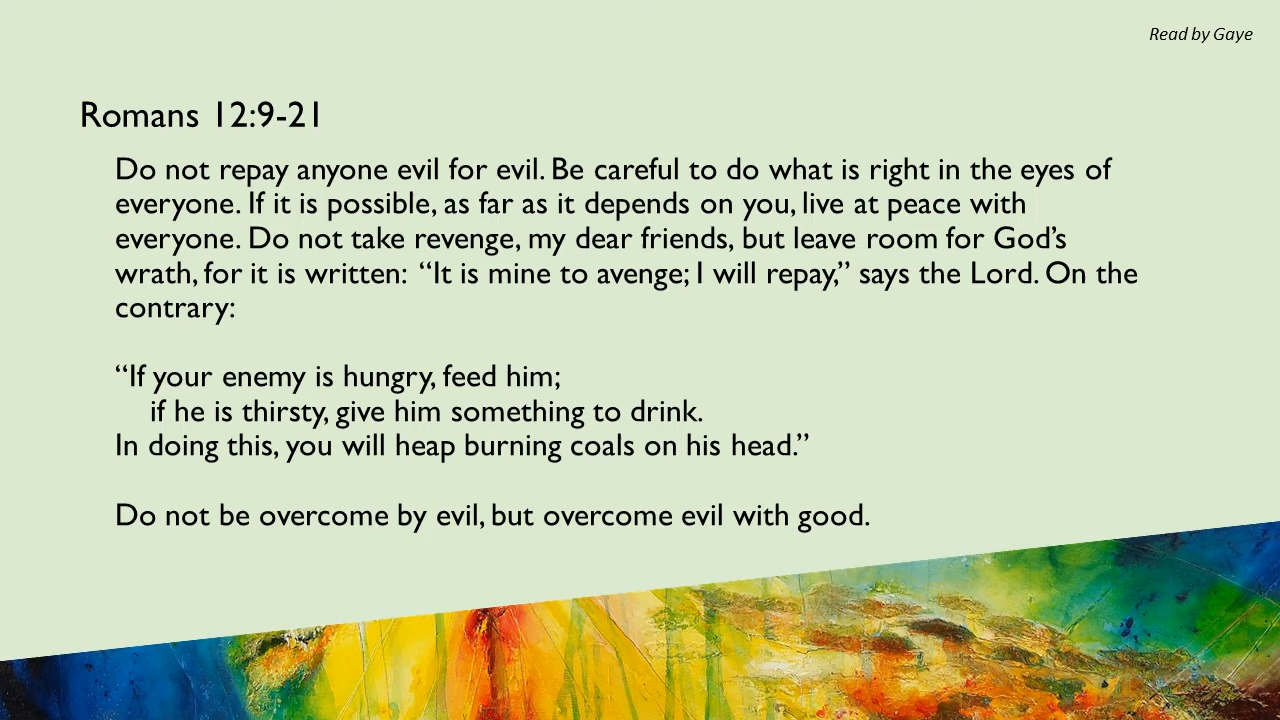 Read by Gaye
Romans 12:9-21
Do not repay anyone evil for evil. Be careful to do what is right in the eyes of
everyone. If it is possible, as far as it depends on you, live at peace with
everyone. Do not take revenge, my dear friends, but leave room for God’s
wrath, for it is written: “It is mine to avenge; I will repay,” says the Lord. On the
contrary:
“If your enemy is hungry, feed him;
if he is thirsty, give him something to drink.
In doing this, you will heap burning coals on his head.”
Do not be overcome by evil, but overcome evil with good.